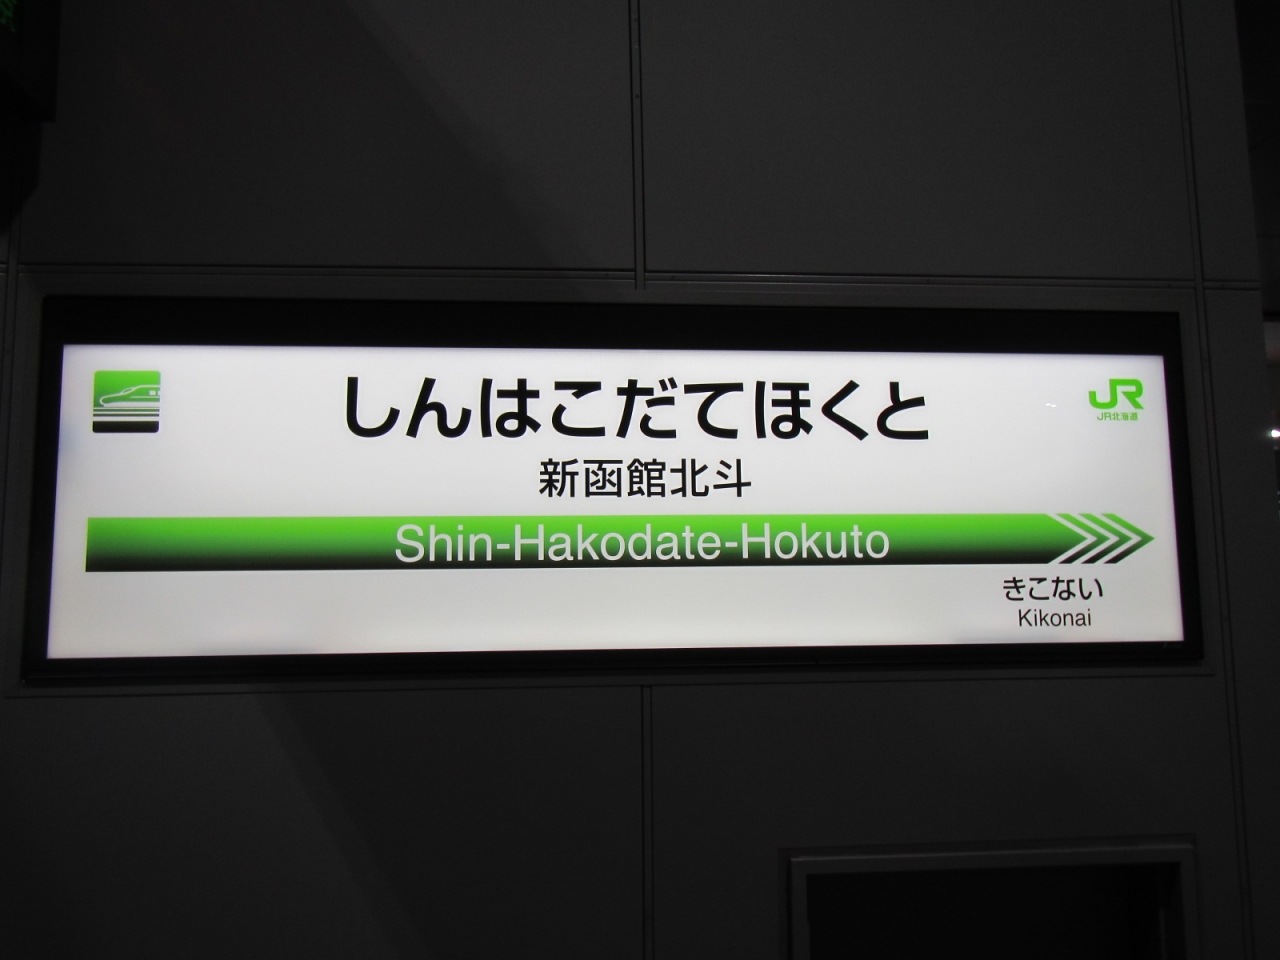 しんはこだてほくと
JR
JR北海道
新函館北斗
Shin-Hakodate-Hokuto
きこない
Kikonai